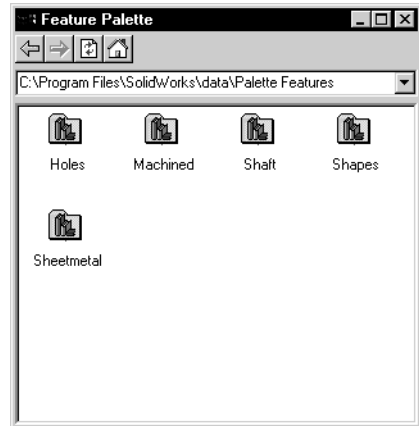 Feature Palette
C:\Program Files\SolidWorks\data\Palette Features
Holes Machined Shaft Shapes
Sheetmetal